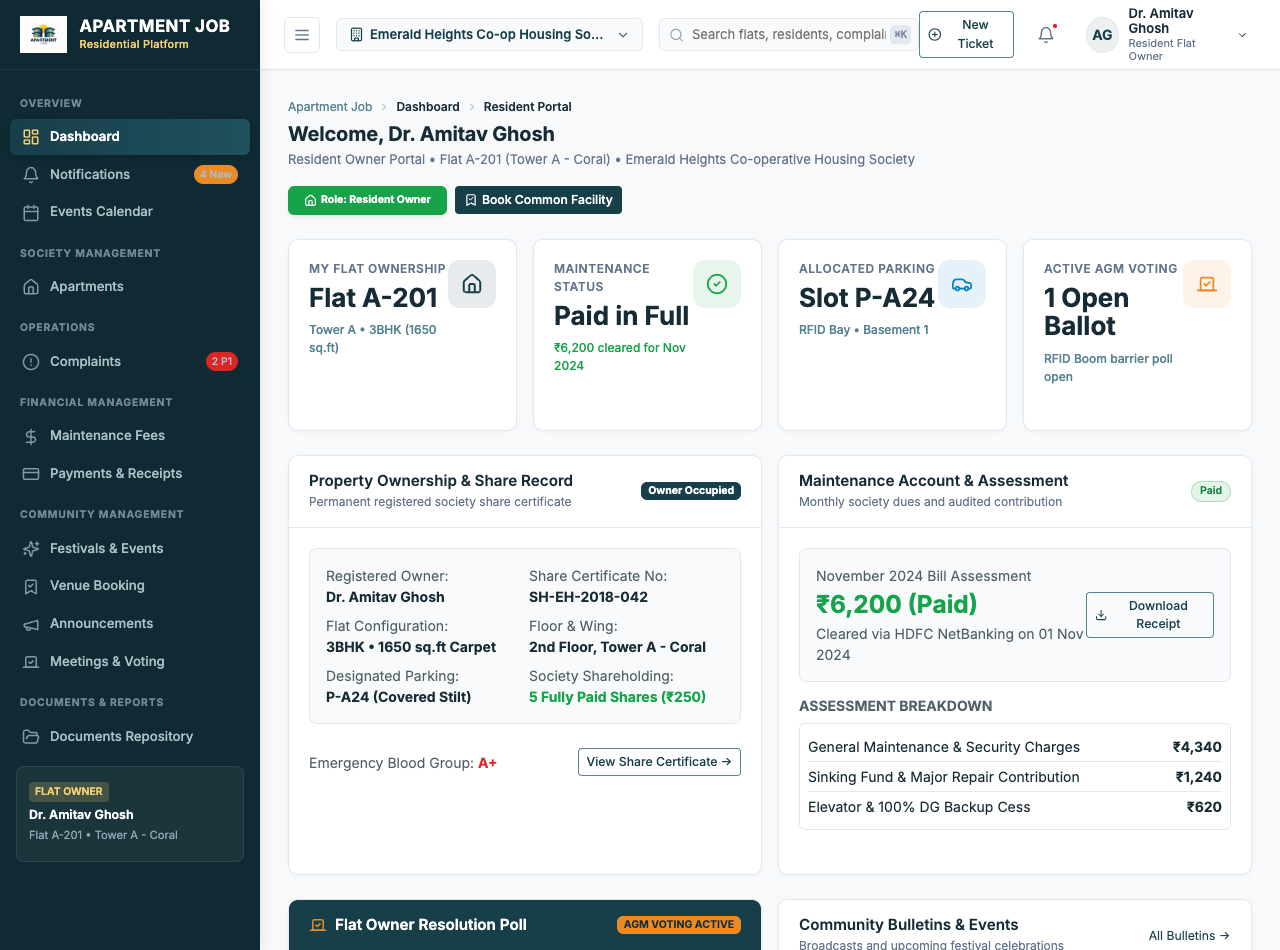 APARTMENT JOB
Residential Platform
OVERVIEW
Dashboard
Notifications
4 New
Events Calendar
SOCIETY MANAGEMENT
Apartments
OPERATIONS
Complaints
2 P1
FINANCIAL MANAGEMENT
Maintenance Fees
Payments & Receipts
COMMUNITY MANAGEMENT
Festivals & Events
Venue Booking
Announcements
Meetings & Voting
DOCUMENTS & REPORTS
Documents Repository
FLAT OWNER
Dr. Amitav Ghosh
Flat A-201 • Tower A - Coral
Emerald Heights Co-op Housing So...
Search flats, residents, complai
⌘K
New
Ticket
AG
Dr. Amitav
Ghosh
Resident Flat
Owner
Apartment Job > Dashboard > Resident Portal
Welcome, Dr. Amitav Ghosh
Resident Owner Portal • Flat A-201 (Tower A - Coral) • Emerald Heights Co-operative Housing Society
Role: Resident Owner
Book Common Facility
MY FLAT OWNERSHIP
Flat A-201
Tower A • 3BHK (1650
sq.ft)
MAINTENANCE
STATUS
Paid in Full
₹6,200 cleared for Nov
2024
ALLOCATED PARKING
Slot P-A24
RFID Bay • Basement 1
ACTIVE AGM VOTING
1 Open
Ballot
RFID Boom barrier poll
open
Property Ownership & Share Record
Permanent registered society share certificate
Owner Occupied
Registered Owner:
Dr. Amitav Ghosh
Share Certificate No:
SH-EH-2018-042
Flat Configuration:
3BHK • 1650 sq.ft Carpet
Floor & Wing:
2nd Floor, Tower A - Coral
Designated Parking:
P-A24 (Covered Stilt)
Society Shareholding:
5 Fully Paid Shares (₹250)
Emergency Blood Group: A+
View Share Certificate →
Maintenance Account & Assessment
Monthly society dues and audited contribution
Paid
November 2024 Bill Assessment
₹6,200 (Paid)
Cleared via HDFC NetBanking on 01 Nov
2024
Download
Receipt
ASSESSMENT BREAKDOWN
General Maintenance & Security Charges ₹4,340
Sinking Fund & Major Repair Contribution ₹1,240
Elevator & 100% DG Backup Cess ₹620
Flat Owner Resolution Poll
AGM VOTING ACTIVE
Community Bulletins & Events
Broadcasts and upcoming festival celebrations
All Bulletins →